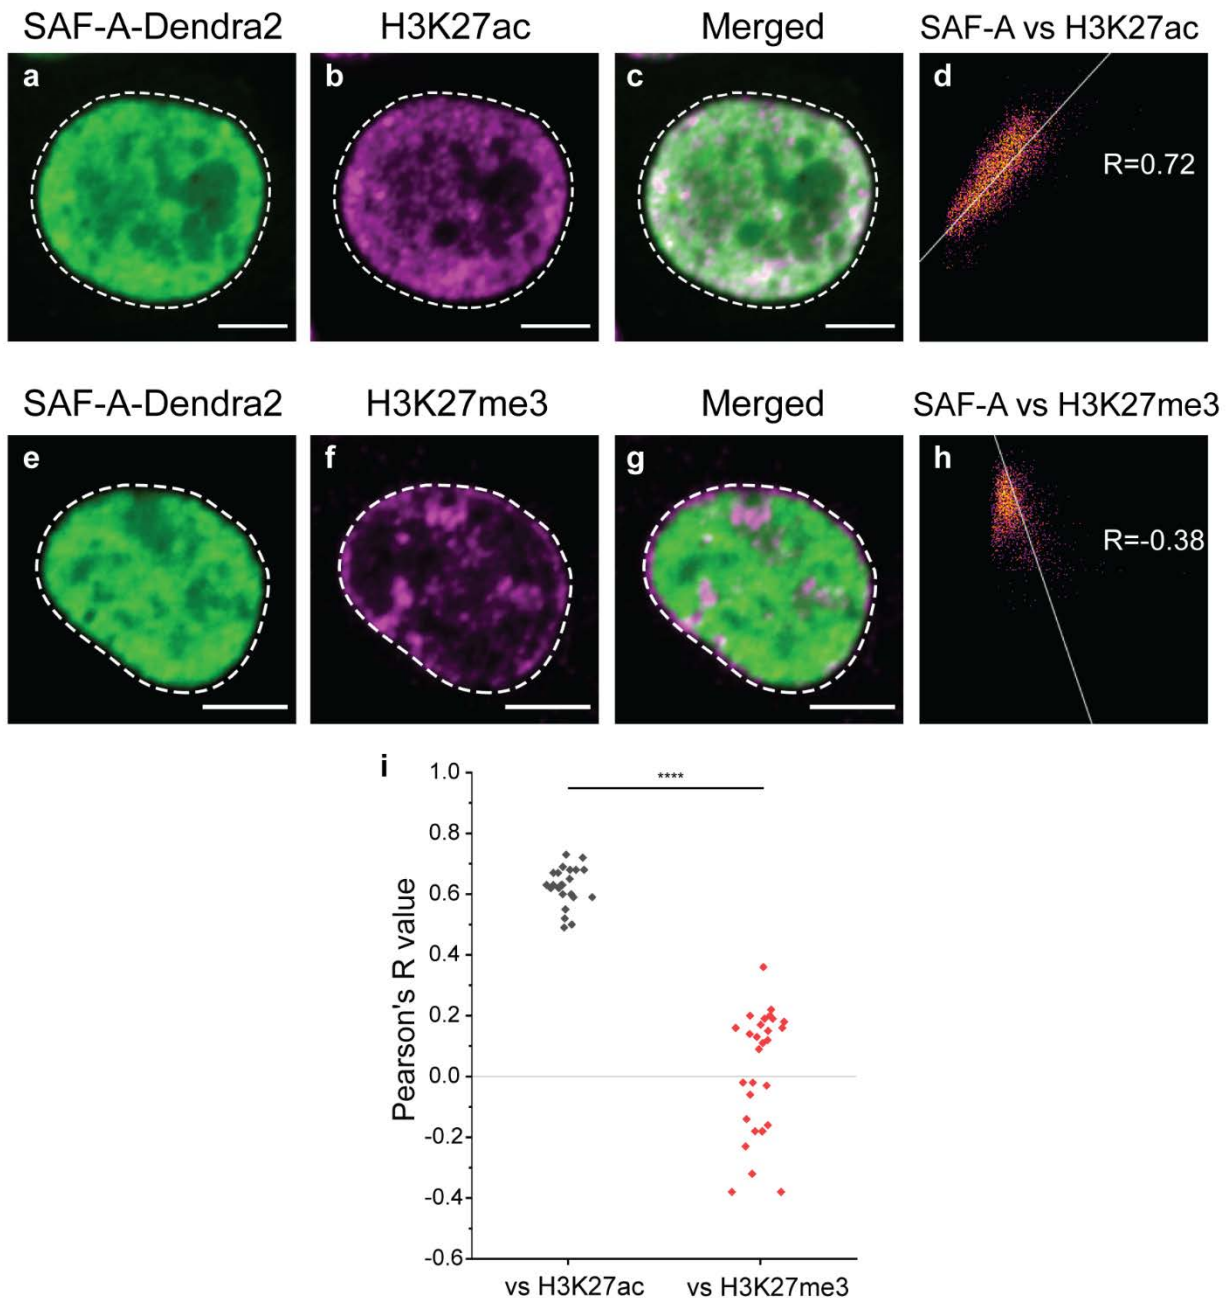 SAF-A-Dendra2 H3K27ac Merged SAF-A vs H3K27ac
a b c d
R=0.72
SAF-A-Dendra2 H3K27me3 Merged SAF-A vs H3K27me3
e f g h
R=-0.38
i
1.0
****
0.8
0.6
0.4
0.2
0.0
-0.2
-0.4
-0.6
Pearson's R value
vs H3K27ac vs H3K27me3